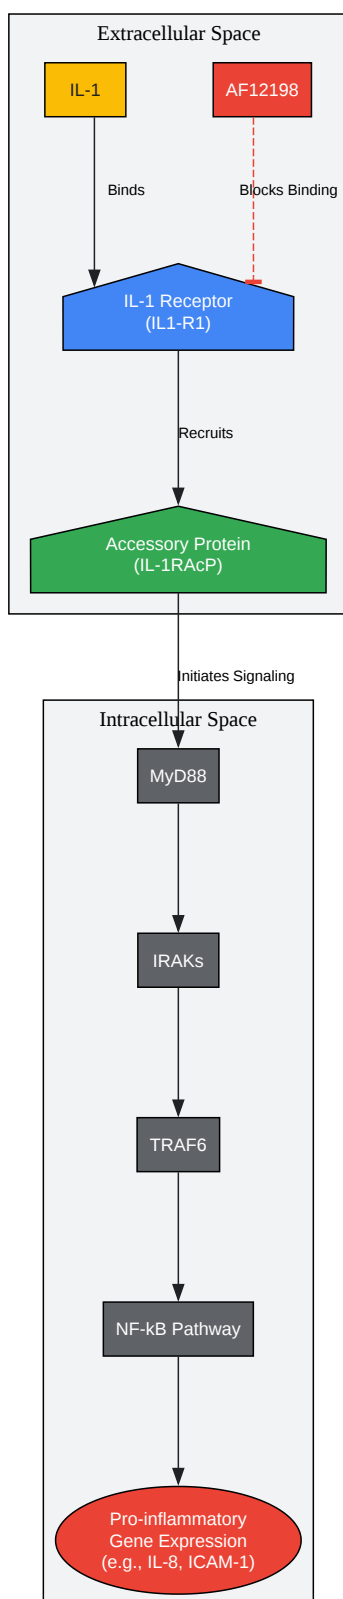 Extracellular Space
IL-1
AF12198
Binds
Blocks Binding
IL-1 Receptor
(IL1-R1)
Recruits
Accessory Protein
(IL-1RAcP)
Initiates Signaling
Intracellular Space
MyD88
IRAKs
TRAF6
NF-kB Pathway
Pro-inflammatory
Gene Expression
(e.g., IL-8, ICAM-1)